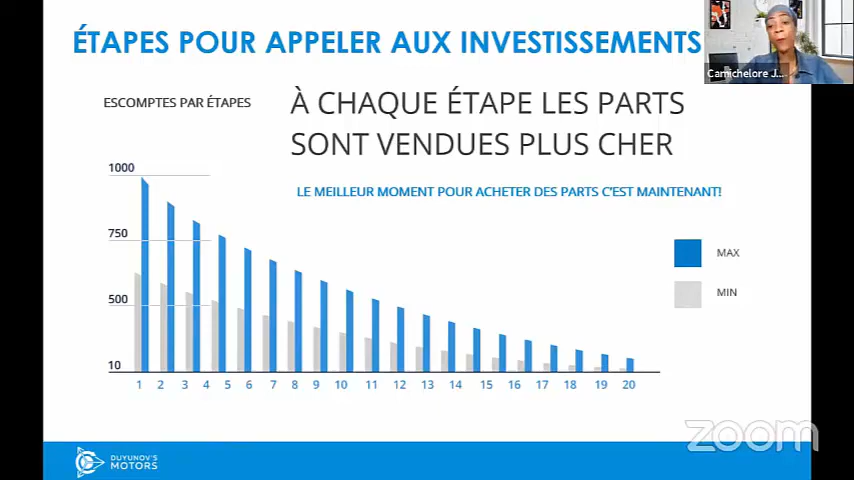 ÉTAPES POUR APPELER AUX INVESTISSEMENTS
Camichelore J...
ESCOMPTES PAR ÉTAPES
À CHAQUE ÉTAPE LES PARTS
SONT VENDUES PLUS CHER
LE MEILLEUR MOMENT POUR ACHETER DES PARTS C'EST MAINTENANT!
1000
750
500
10
MAX
MIN
1 2 3 4 5 6 7 8 9 10 11 12 13 14 15 16 17 18 19 20
zoom
DUYUNOV'S
MOTORS